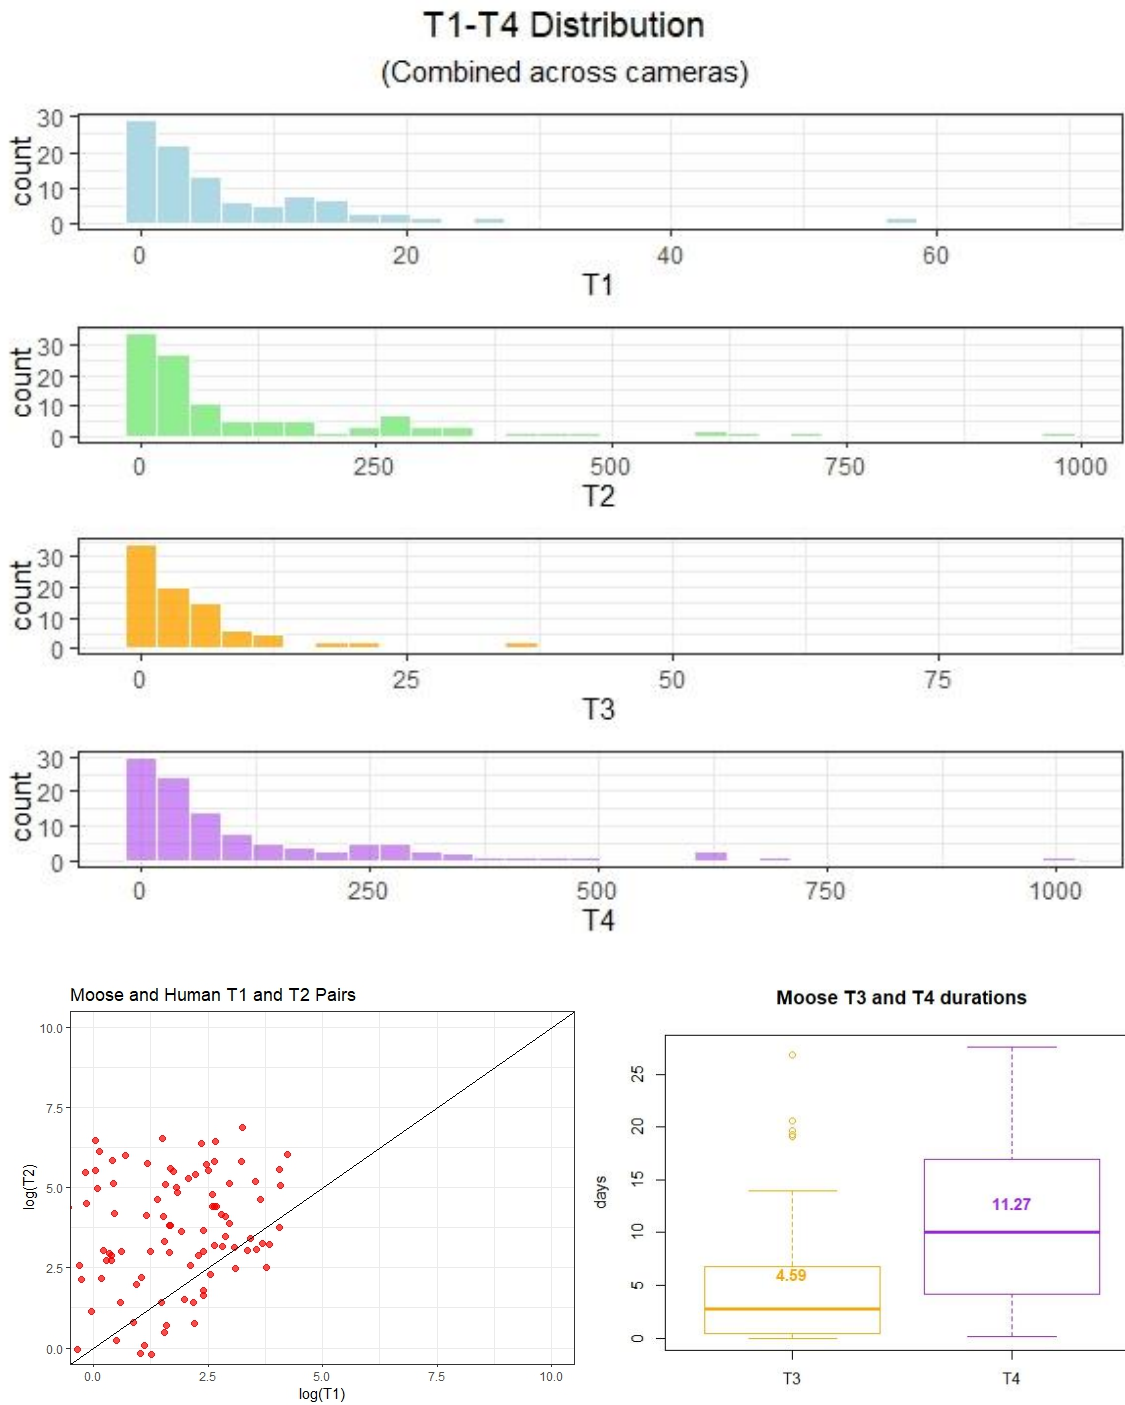 T1-T4 Distribution
(Combined across cameras)
30
20
10
0
count
0 20 40 60
T1
30
20
10
0
count
0 250 500 750 1000
T2
30
20
10
0
count
0 25 50 75
T3
30
20
10
0
count
0 250 500 750 1000
T4
Moose and Human T1 and T2 Pairs
10.0
7.5
5.0
2.5
0.0
log(T2)
0.0 2.5 5.0 7.5 10.0
log(T1)
Moose T3 and T4 durations
25
20
15
10
5
0
days
4.59
11.27
T3 T4